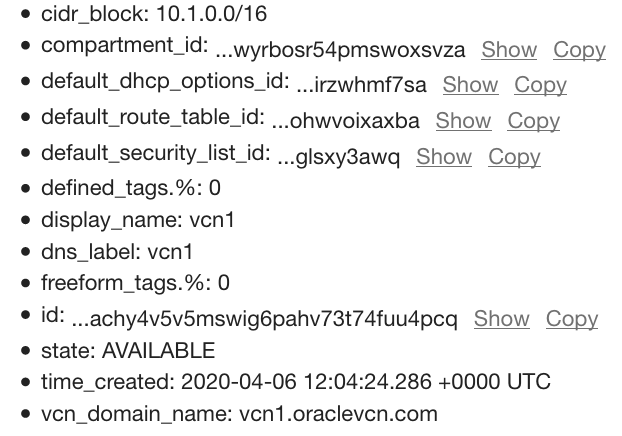 • cidr_block: 10.1.0.0/16
• compartment_id: ...wyrbosr54pmswoxsvza Show Copy
• default_dhcp_options_id: ...irzwhmf7sa Show Copy
• default_route_table_id: ...ohwvoixaxba Show Copy
• default_security_list_id: ...glsxy3awq Show Copy
• defined_tags.%: 0
• display_name: vcn1
• dns_label: vcn1
• freeform_tags.%: 0
• id: ...achy4v5v5mswig6pahv73t74fuu4pcq Show Copy
• state: AVAILABLE
• time_created: 2020-04-06 12:04:24.286 +0000 UTC
• vcn_domain_name: vcn1.oraclevcn.com